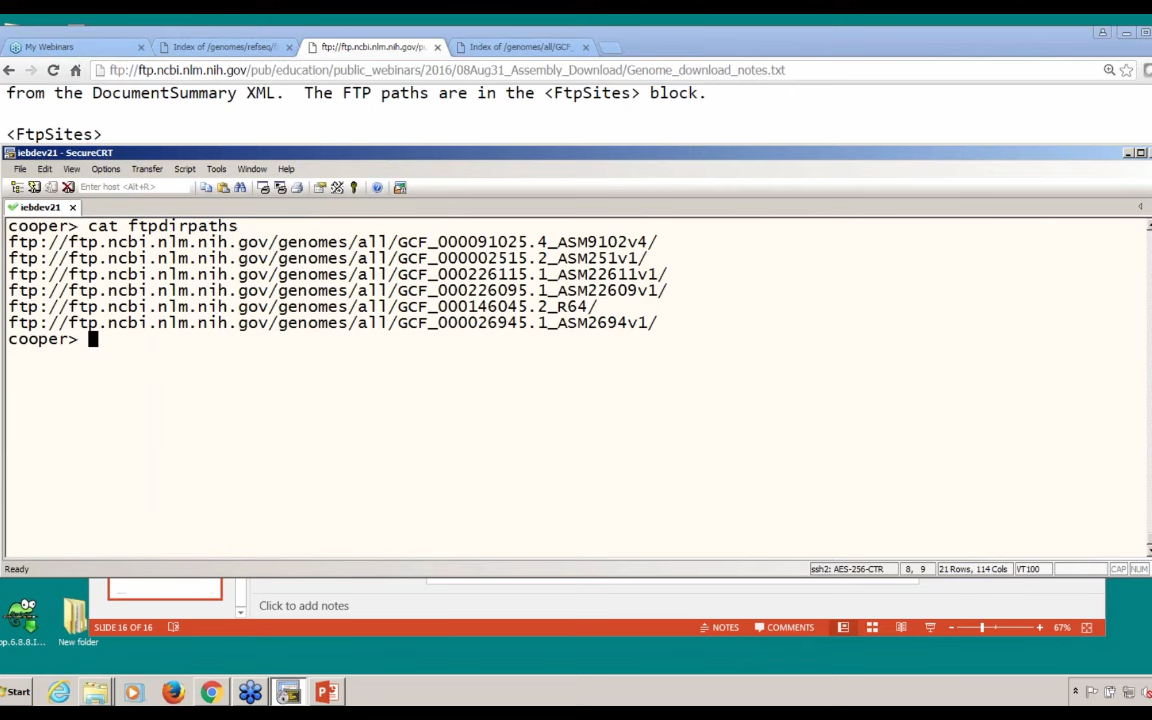 My Webinars
Index of /genomes/refseq/f
ftp://ftp.ncbi.nlm.nih.gov/pu
Index of /genomes/all/GCF_
ftp://ftp.ncbi.nlm.nih.gov/pub/education/public_webinars/2016/08Aug31_Assembly_Download/Genome_download_notes.txt
from the DocumentSummary XML.  The FTP paths are in the <FtpSites> block.
<FtpSites>
iebdev21 - SecureCRT
File Edit View Options Transfer Script Tools Window Help
Enter host <Alt+R>
iebdev21
cooper> cat ftpdirpaths
ftp://ftp.ncbi.nlm.nih.gov/genomes/all/GCF_000091025.4_ASM9102v4/
ftp://ftp.ncbi.nlm.nih.gov/genomes/all/GCF_000002515.2_ASM251v1/
ftp://ftp.ncbi.nlm.nih.gov/genomes/all/GCF_000226115.1_ASM22611v1/
ftp://ftp.ncbi.nlm.nih.gov/genomes/all/GCF_000226095.1_ASM22609v1/
ftp://ftp.ncbi.nlm.nih.gov/genomes/all/GCF_000146045.2_R64/
ftp://ftp.ncbi.nlm.nih.gov/genomes/all/GCF_000026945.1_ASM2694v1/
cooper>
Ready
ssh2: AES-256-CTR 8, 9 21 Rows, 114 Cols VT100 CAP NUM
Click to add notes
pp.6.8.8.I...
New folder
SLIDE 16 OF 16
NOTES COMMENTS 67%
Start